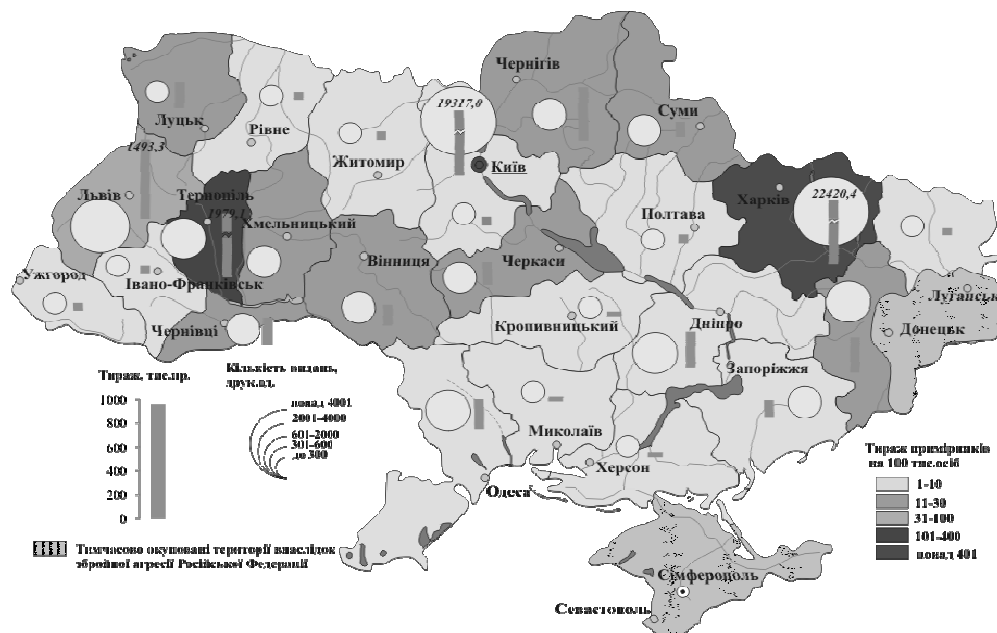 Чернігів
19317,0
Суми
Луцьк
Рівне
1493,3
Житомир
Київ
Львів
Тернопіль
1979,1
Хмельницький
Полтава
Харків
22420,4
Вінниця
Черкаси
Ужгород
Івано-Франківськ
Луганськ
Чернівці
Кропивницький
Дніпро
Донецьк
Запоріжжя
Миколаїв
Херсон
Одеса
Сімферополь
Севастополь
Тираж, тис.пр.
1000
800
600
400
200
0
Кількість видань,
друк.од.
понад 4001
2001-4000
601-2000
301-600
до 300
Тимчасово окуповані території внаслідок
збройної агресії Російської Федерації
Тираж примірників
на 100 тис.осіб
1-10
11-30
31-100
101-400
понад 401